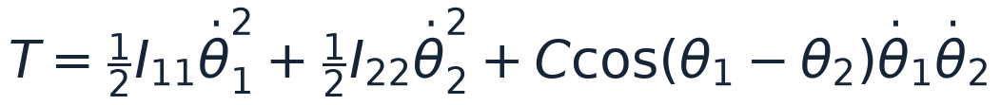 T = ½I₁₁θ̇₁² + ½I₂₂θ̇₂² + Ccos(θ₁ − θ₂)θ̇₁θ̇₂